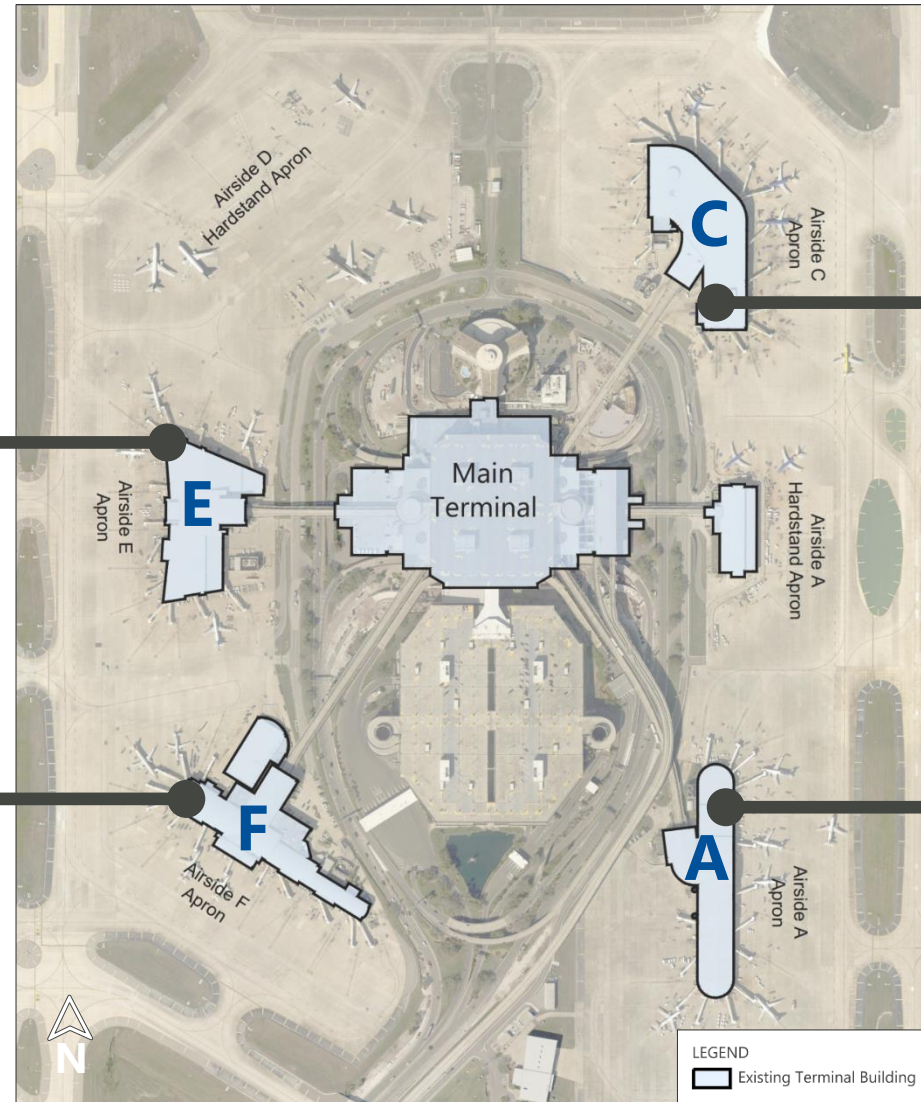 Airside D
Hardstand Apron
C
Airside C
Apron
Main
Terminal
E
Airside E
Apron
Airside A
Hardstand Apron
F
Airside F
Apron
A
Airside A
Apron
N
LEGEND
Existing Terminal Building